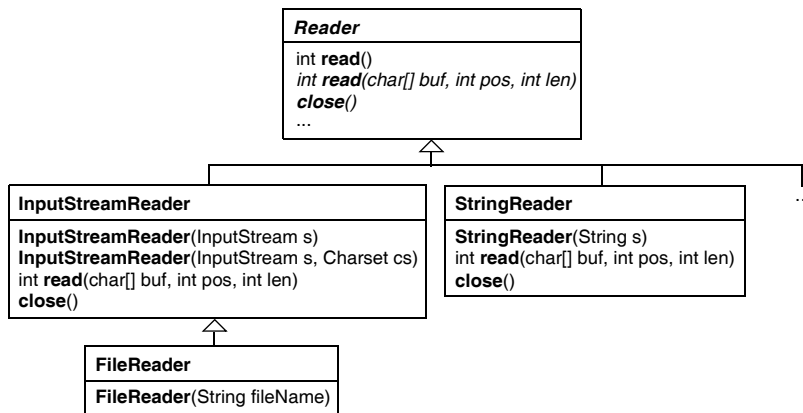 Reader
int read()
int read(char[] buf, int pos, int len)
close()
...
InputStreamReader
InputStreamReader(InputStream s)
InputStreamReader(InputStream s, Charset cs)
int read(char[] buf, int pos, int len)
close()
StringReader
StringReader(String s)
int read(char[] buf, int pos, int len)
close()
..
FileReader
FileReader(String fileName)